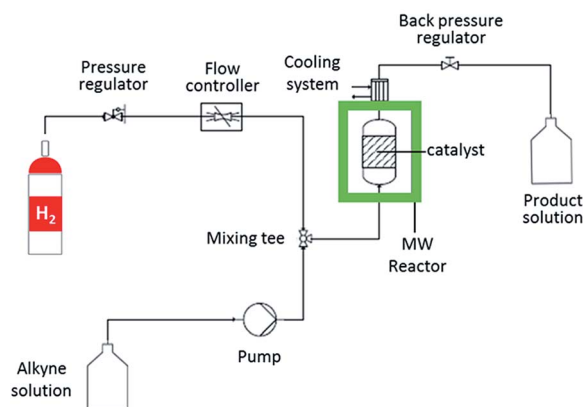 Back pressure
regulator
Cooling
system
Pressure
regulator
Flow
controller
catalyst
H2
Product
solution
Mixing tee
MW
Reactor
Pump
Alkyne
solution